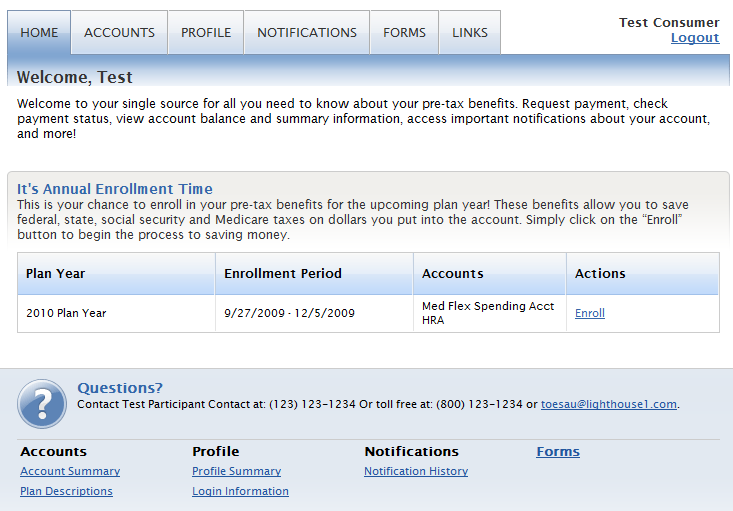 HOME ACCOUNTS PROFILE NOTIFICATIONS FORMS LINKS
Test Consumer
Logout
Welcome, Test
Welcome to your single source for all you need to know about your pre-tax benefits. Request payment, check
payment status, view account balance and summary information, access important notifications about your account,
and more!
It's Annual Enrollment Time
This is your chance to enroll in your pre-tax benefits for the upcoming plan year! These benefits allow you to save
federal, state, social security and Medicare taxes on dollars you put into the account. Simply click on the “Enroll”
button to begin the process to saving money.
Plan Year Enrollment Period Accounts Actions
2010 Plan Year 9/27/2009 - 12/5/2009 Med Flex Spending Acct Enroll
HRA
?
Questions?
Contact Test Participant Contact at: (123) 123-1234 Or toll free at: (800) 123-1234 or toesau@lighthouse1.com.
Accounts Profile Notifications Forms
Account Summary Profile Summary Notification History
Plan Descriptions Login Information